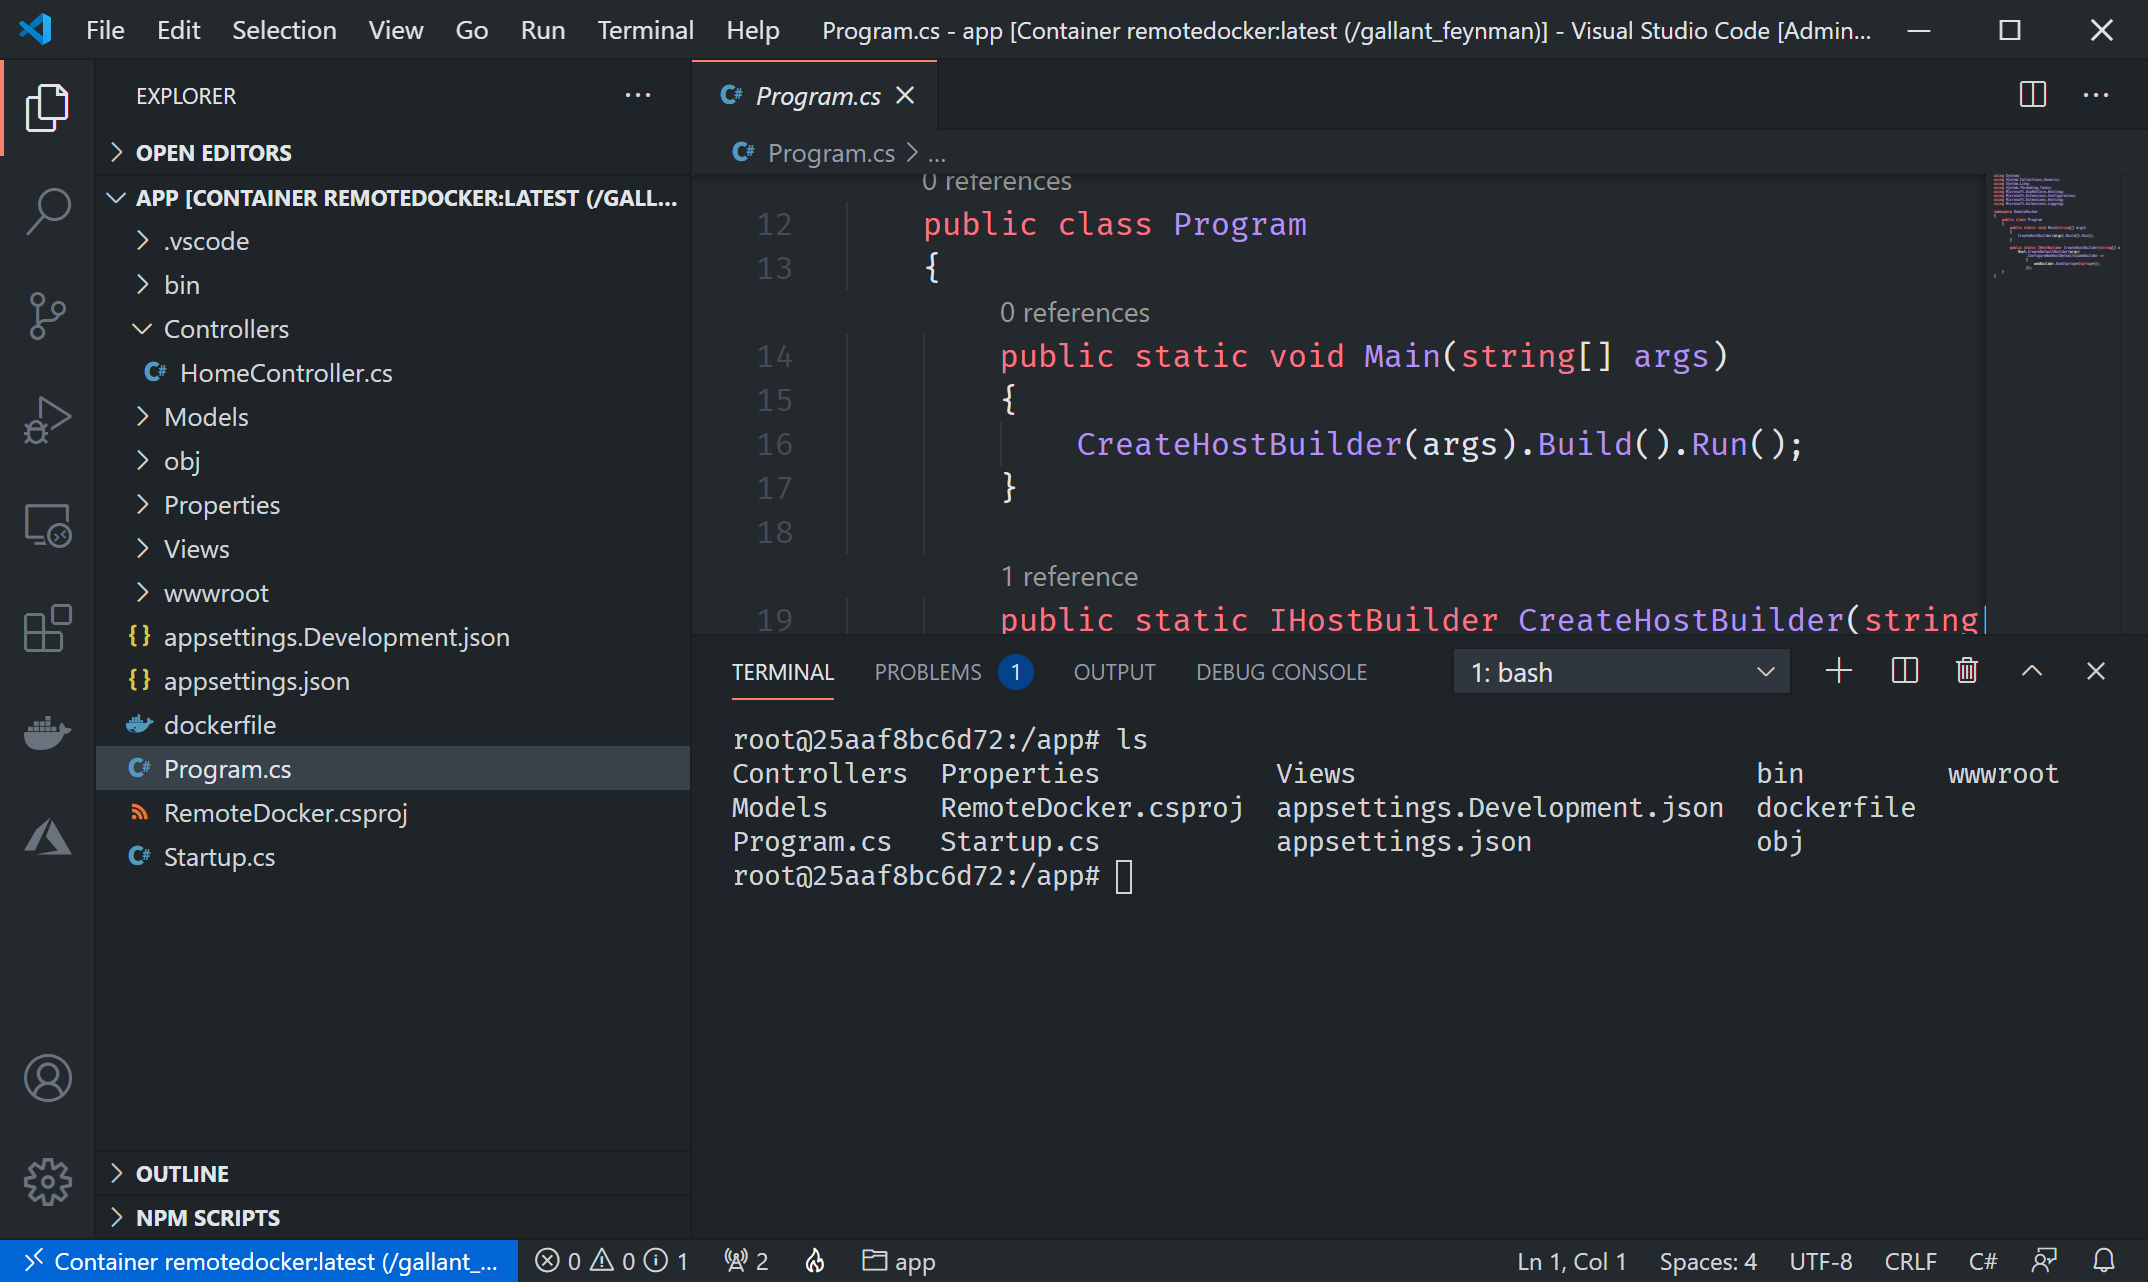 File Edit Selection View Go Run Terminal Help Program.cs - app [Container remotedocker:latest (/gallant_feynman)] - Visual Studio Code [Admin...
EXPLORER
OPEN EDITORS
APP [CONTAINER REMOTEDOCKER:LATEST (/GALL...
.vscode
bin
Controllers
C# HomeController.cs
Models
obj
Properties
Views
wwwroot
{} appsettings.Development.json
{} appsettings.json
dockerfile
C# Program.cs
RemoteDocker.csproj
C# Startup.cs
OUTLINE
NPM SCRIPTS
C# Program.cs
C# Program.cs > ...
0 references
12 public class Program
13 {
0 references
14 public static void Main(string[] args)
15 {
16 CreateHostBuilder(args).Build().Run();
17 }
18
1 reference
19 public static IHostBuilder CreateHostBuilder(string[
TERMINAL PROBLEMS 1 OUTPUT DEBUG CONSOLE 1: bash
root@25aaf8bc6d72:/app# ls
Controllers Properties Views bin wwwroot
Models RemoteDocker.csproj appsettings.Development.json dockerfile
Program.cs Startup.cs appsettings.json obj
root@25aaf8bc6d72:/app#
Container remotedocker:latest (/gallant_... 0 0 1 2 app Ln 1, Col 1 Spaces: 4 UTF-8 CRLF C#